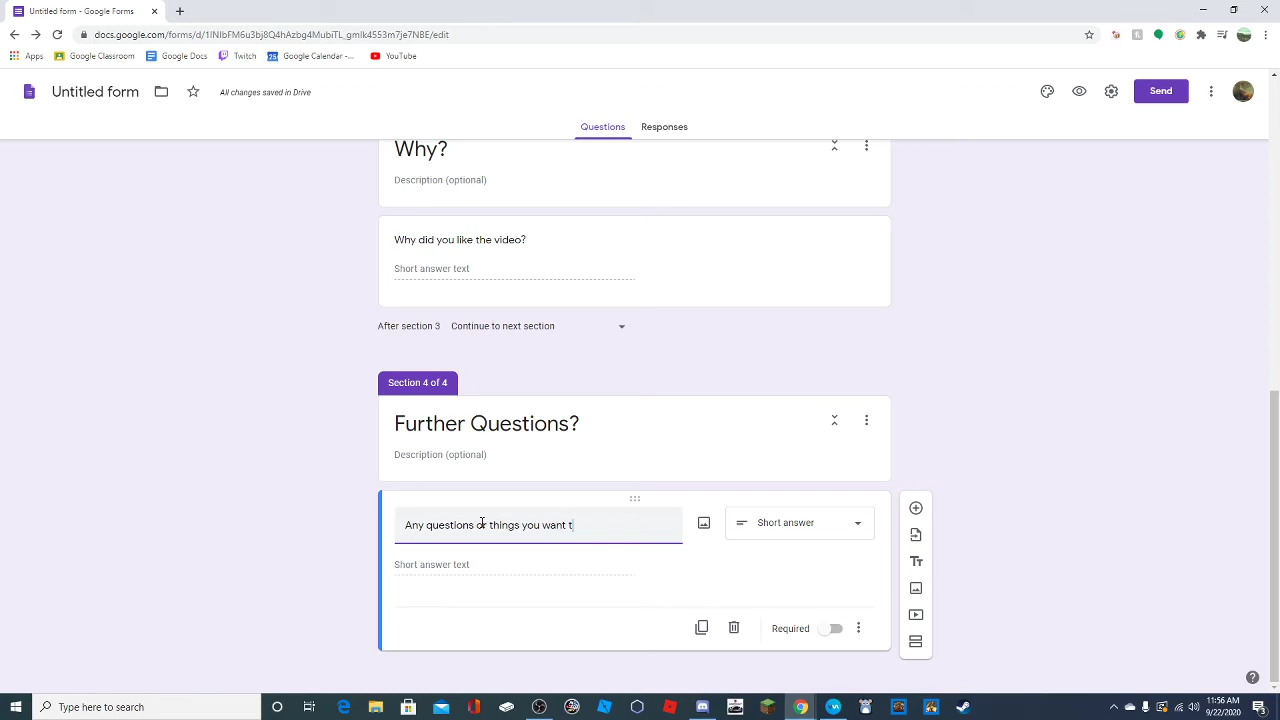 Untitled form - Google Forms
docs.google.com/forms/d/1INIbFM6u3bj8Q4hAzbg4MubiTL_gmIk4553m7je7NBE/edit
Apps Google Classroom Google Docs Twitch Google Calendar -... YouTube
Untitled form All changes saved in Drive Send
Questions Responses
Why?
Description (optional)
Why did you like the video?
Short answer text
After section 3 Continue to next section
Section 4 of 4
Further Questions?
Description (optional)
Any questions or things you want t
Short answer
Short answer text
Required
Type here to search
11:56 AM
9/22/2020